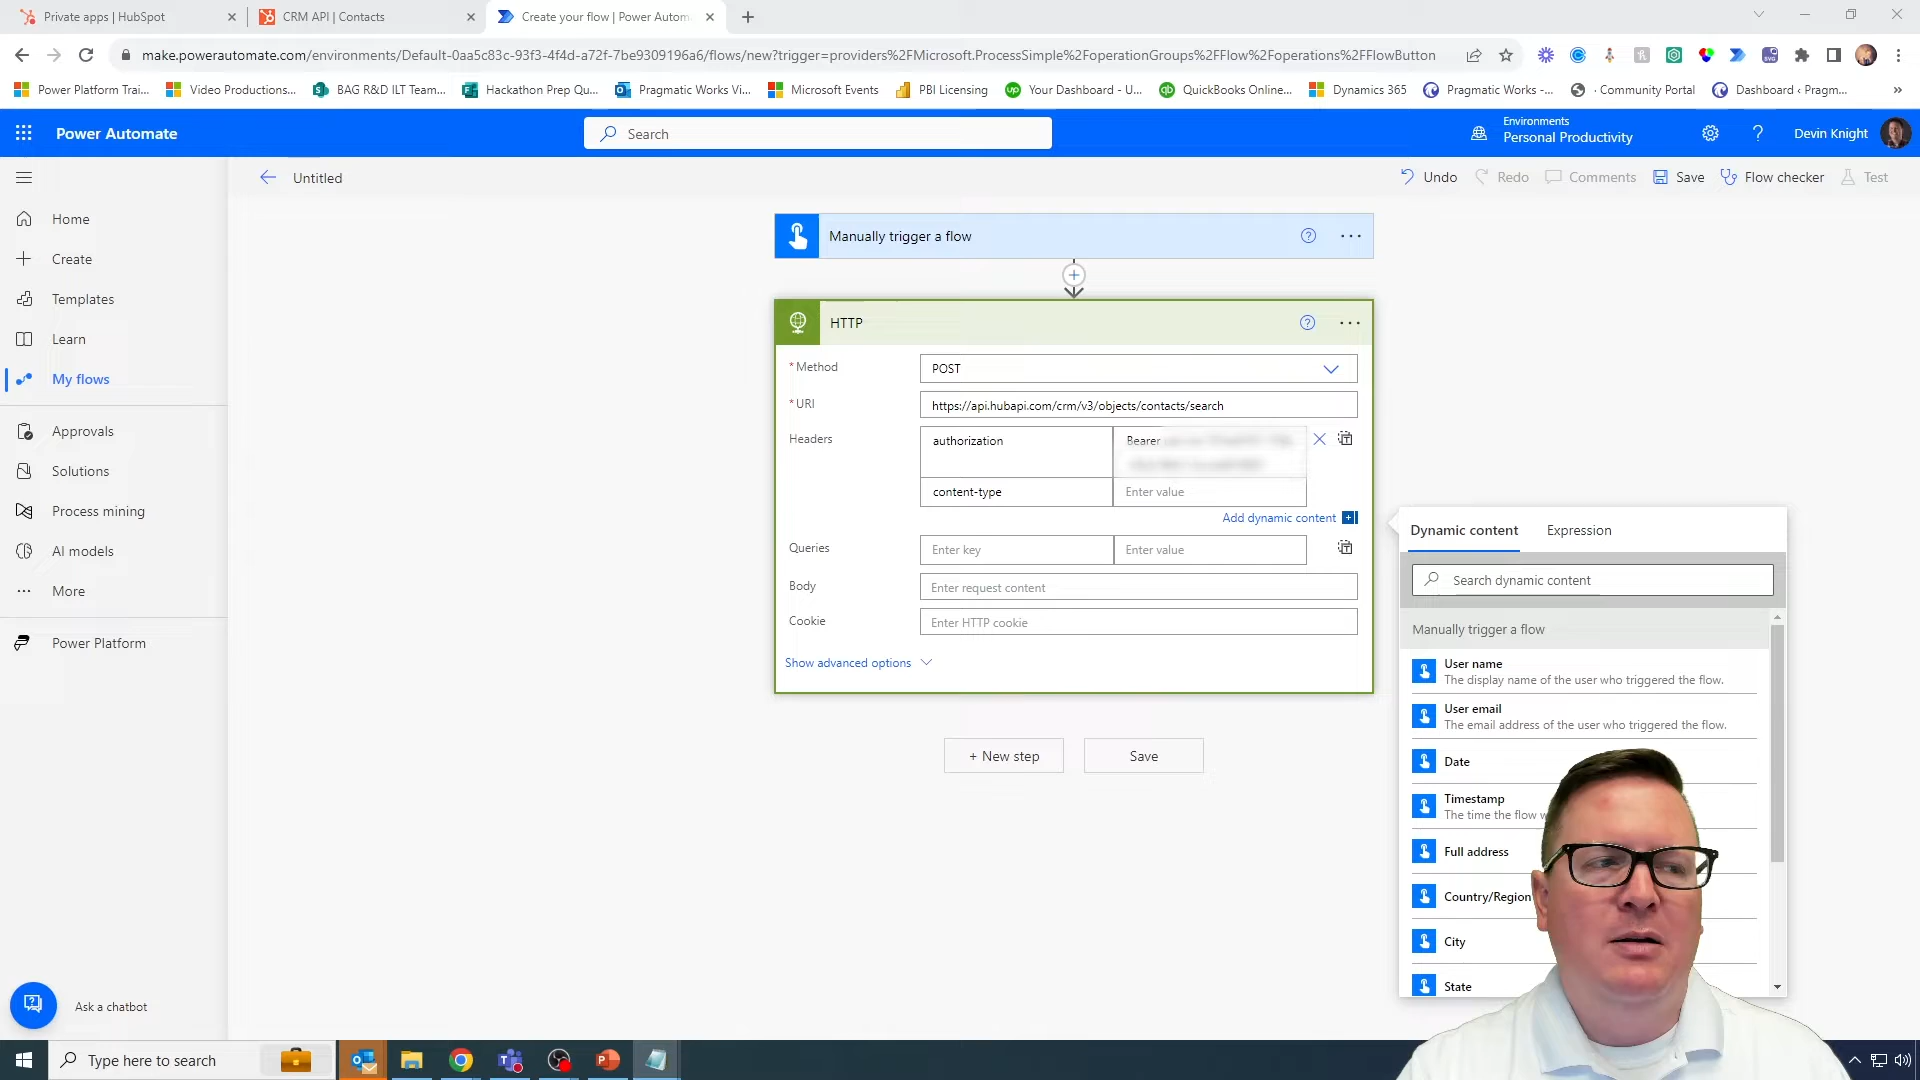 Private apps | HubSpot
CRM API | Contacts
Create your flow | Power Autom
make.powerautomate.com/environments/Default-0aa5c83c-93f3-4f4d-a72f-7be9309196a6/flows/new?trigger=providers%2FMicrosoft.ProcessSimple%2FoperationGroups%2FFlow%2Foperations%2FFlowButton
Power Platform Trai...
Video Productions...
BAG R&D ILT Team...
Hackathon Prep Qu...
Pragmatic Works Vi...
Microsoft Events
PBI Licensing
Your Dashboard - U...
QuickBooks Online...
Dynamics 365
Pragmatic Works -...
· Community Portal
Dashboard ‹ Pragm...
»
Power Automate
Search
Environments
Personal Productivity
?
Devin Knight
Untitled
Undo
Redo
Comments
Save
Flow checker
Test
Home
Create
Templates
Learn
My flows
Approvals
Solutions
Process mining
AI models
More
Power Platform
Ask a chatbot
Manually trigger a flow
HTTP
* Method
POST
* URI
https://api.hubapi.com/crm/v3/objects/contacts/search
Headers
authorization
Bearer
content-type
Enter value
Add dynamic content
Queries
Enter key
Enter value
Body
Enter request content
Cookie
Enter HTTP cookie
Show advanced options
+ New step
Save
Dynamic content
Expression
Search dynamic content
Manually trigger a flow
User name
The display name of the user who triggered the flow.
User email
The email address of the user who triggered the flow.
Date
Timestamp
The time the flow
Full address
Country/Region
City
State
Type here to search